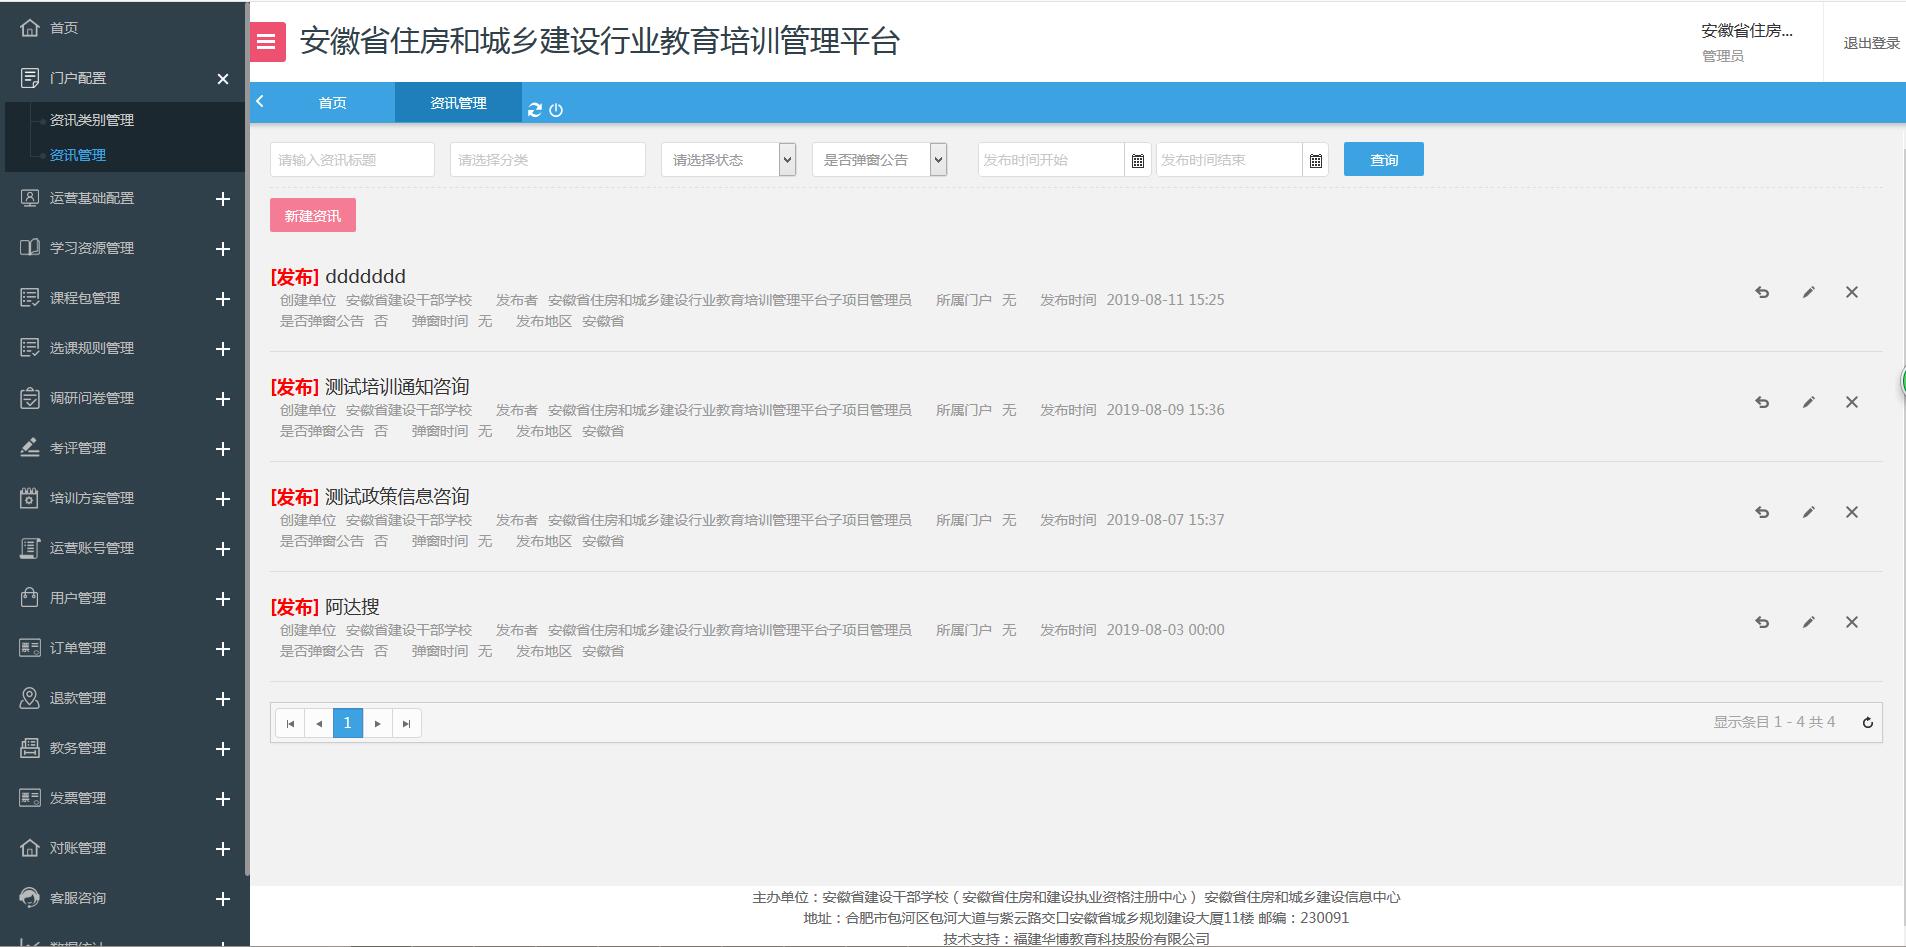 首页
门户配置
资讯类别管理
资讯管理
运营基础配置
学习资源管理
课程包管理
选课规则管理
调研问卷管理
考评管理
培训方案管理
运营账号管理
用户管理
订单管理
退款管理
教务管理
发票管理
对账管理
客服咨询
数据统计
安徽省住房和城乡建设行业教育培训管理平台
安徽省住房...
管理员
退出登录
首页 资讯管理
请输入资讯标题 请选择分类 请选择状态 是否弹窗公告 发布时间开始 发布时间结束 查询
新建资讯
[发布] ddddddd
创建单位 安徽省建设干部学校 发布者 安徽省住房和城乡建设行业教育培训管理平台子项目管理员 所属门户 无 发布时间 2019-08-11 15:25
是否弹窗公告 否 弹窗时间 无 发布地区 安徽省
[发布] 测试培训通知咨询
创建单位 安徽省建设干部学校 发布者 安徽省住房和城乡建设行业教育培训管理平台子项目管理员 所属门户 无 发布时间 2019-08-09 15:36
是否弹窗公告 否 弹窗时间 无 发布地区 安徽省
[发布] 测试政策信息咨询
创建单位 安徽省建设干部学校 发布者 安徽省住房和城乡建设行业教育培训管理平台子项目管理员 所属门户 无 发布时间 2019-08-07 15:37
是否弹窗公告 否 弹窗时间 无 发布地区 安徽省
[发布] 阿达搜
创建单位 安徽省建设干部学校 发布者 安徽省住房和城乡建设行业教育培训管理平台子项目管理员 所属门户 无 发布时间 2019-08-03 00:00
是否弹窗公告 否 弹窗时间 无 发布地区 安徽省
1 显示条目 1 - 4 共 4
主办单位：安徽省建设干部学校（安徽省住房和建设执业资格注册中心） 安徽省住房和城乡建设信息中心
地址：合肥市包河区包河大道与紫云路交口安徽省城乡规划建设大厦11楼 邮编：230091
技术支持：福建华博教育科技股份有限公司